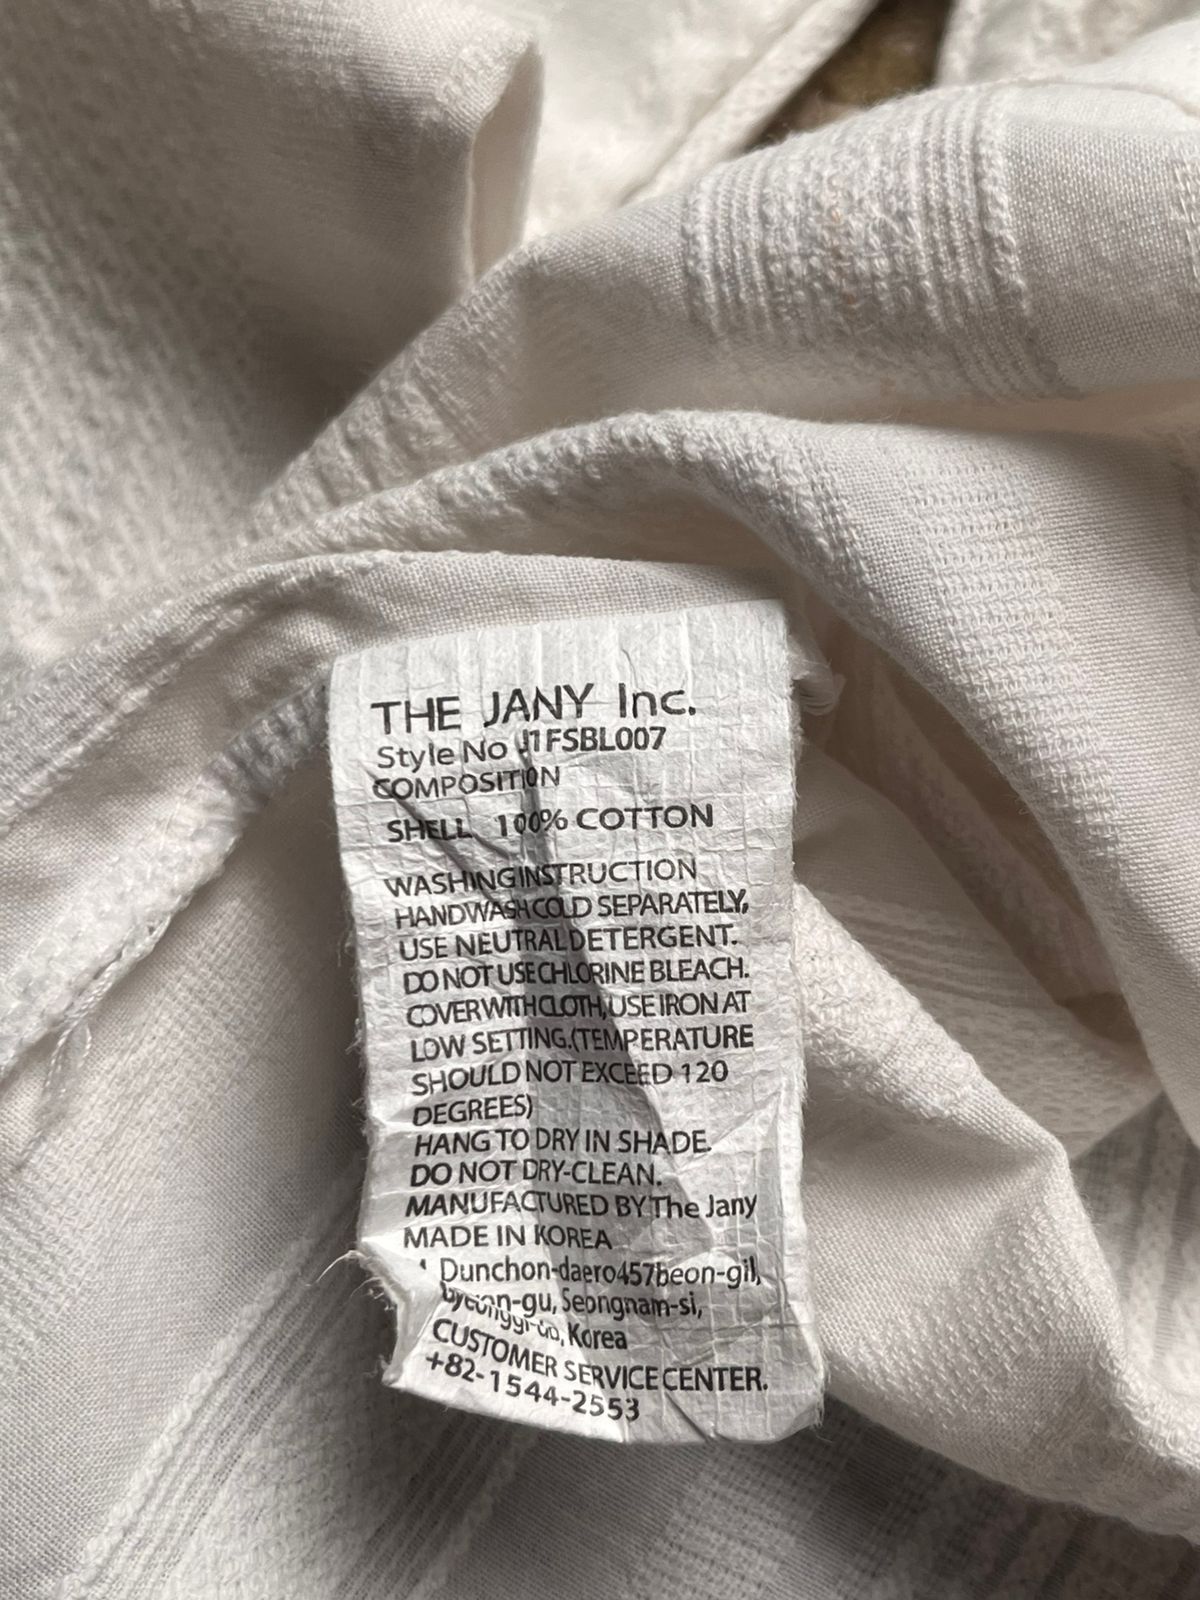 THE JANY Inc.
Style No J1FSBL007
COMPOSITION
SHELL 100% COTTON
WASHING INSTRUCTION
HANDWASH COLD SEPARATELY,
USE NEUTRAL DETERGENT.
DO NOT USE CHLORINE BLEACH.
COVER WITH CLOTH, USE IRON AT
LOW SETTING.(TEMPERATURE
SHOULD NOT EXCEED 120
DEGREES)
HANG TO DRY IN SHADE.
DO NOT DRY-CLEAN.
MANUFACTURED BY The Jany
MADE IN KOREA
Dunchon-daero457beon-gil,
Seongnam-si,
Korea
CUSTOMER SERVICE CENTER.
+82-1544-2553